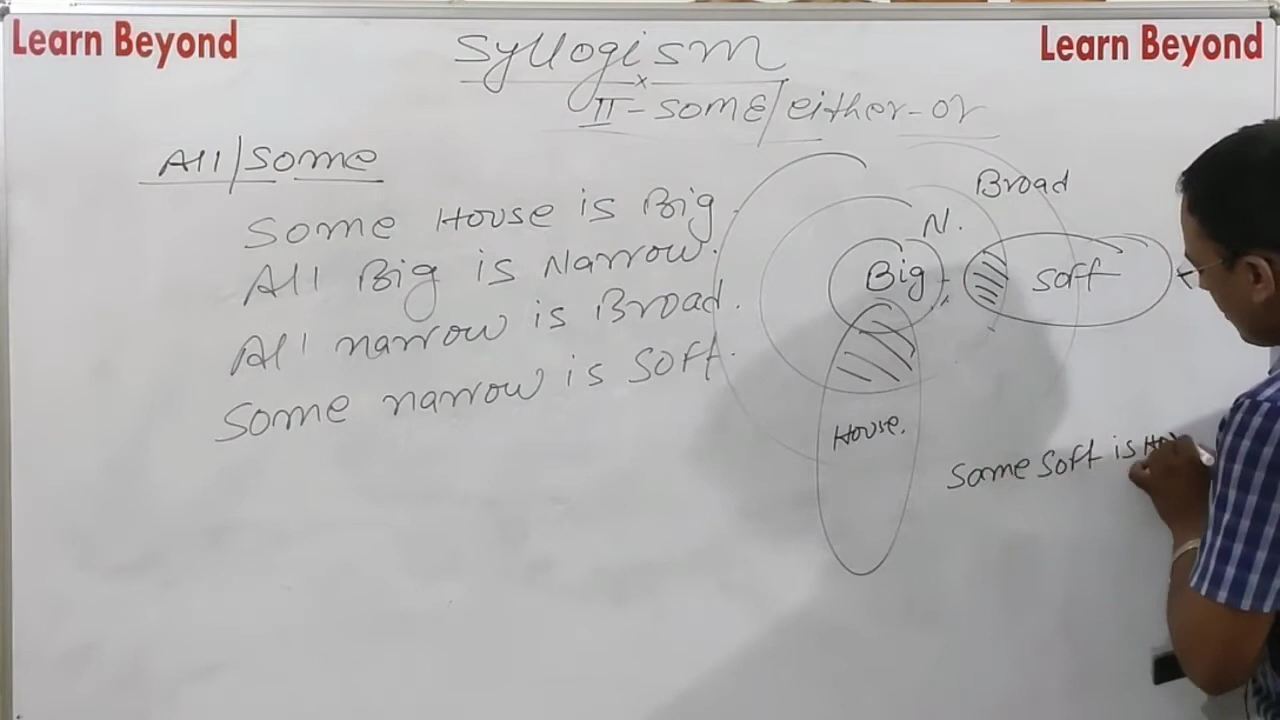 Learn Beyond
Learn Beyond
Syllogism
II - some/either-or
All/some
Some House is Big.
All Big is Narrow.
All narrow is Broad.
Some narrow is soft.
Broad
N.
Big
soft
House.
Some soft is